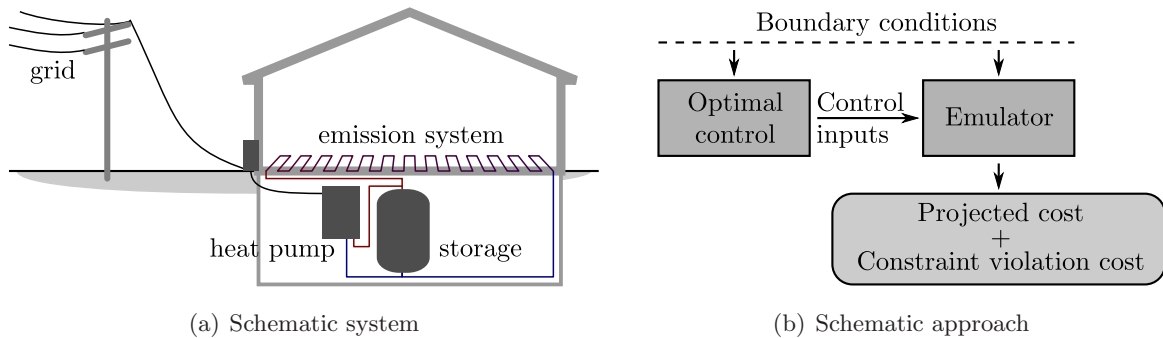 grid
emission system
heat pump
storage
(a) Schematic system
Boundary conditions
Optimal
control
Control
inputs
Emulator
Projected cost
+
Constraint violation cost
(b) Schematic approach